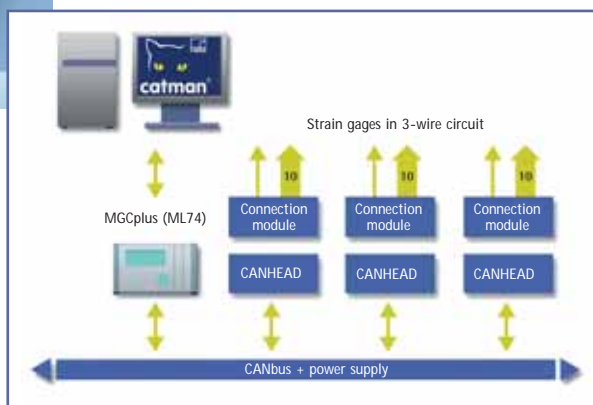 catman®
Strain gages in 3-wire circuit
10
10
10
MGCplus (ML74)
Connection
module
Connection
module
Connection
module
CANHEAD
CANHEAD
CANHEAD
CANbus + power supply